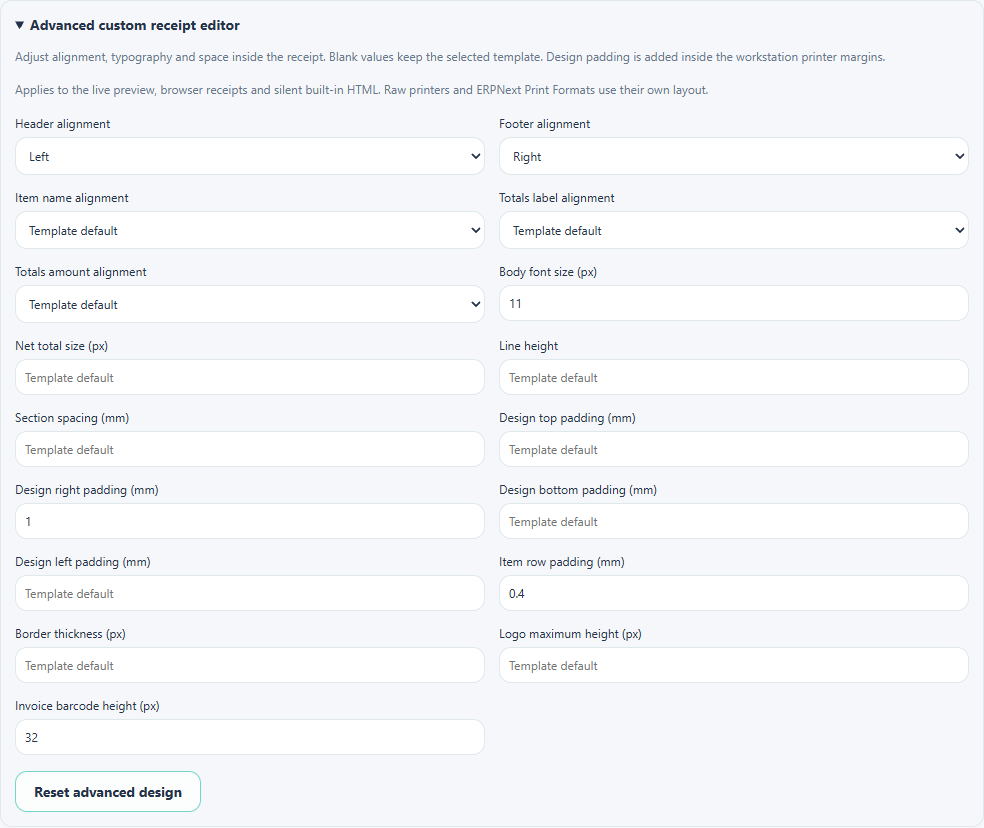 ▼ Advanced custom receipt editor
Adjust alignment, typography and space inside the receipt. Blank values keep the selected template. Design padding is added inside the workstation printer margins.
Applies to the live preview, browser receipts and silent built-in HTML. Raw printers and ERPNext Print Formats use their own layout.
Header alignment
Left
Footer alignment
Right
Item name alignment
Template default
Totals label alignment
Template default
Totals amount alignment
Template default
Body font size (px)
11
Net total size (px)
Template default
Line height
Template default
Section spacing (mm)
Template default
Design top padding (mm)
Template default
Design right padding (mm)
1
Design bottom padding (mm)
Template default
Design left padding (mm)
Template default
Item row padding (mm)
0.4
Border thickness (px)
Template default
Logo maximum height (px)
Template default
Invoice barcode height (px)
32
Reset advanced design